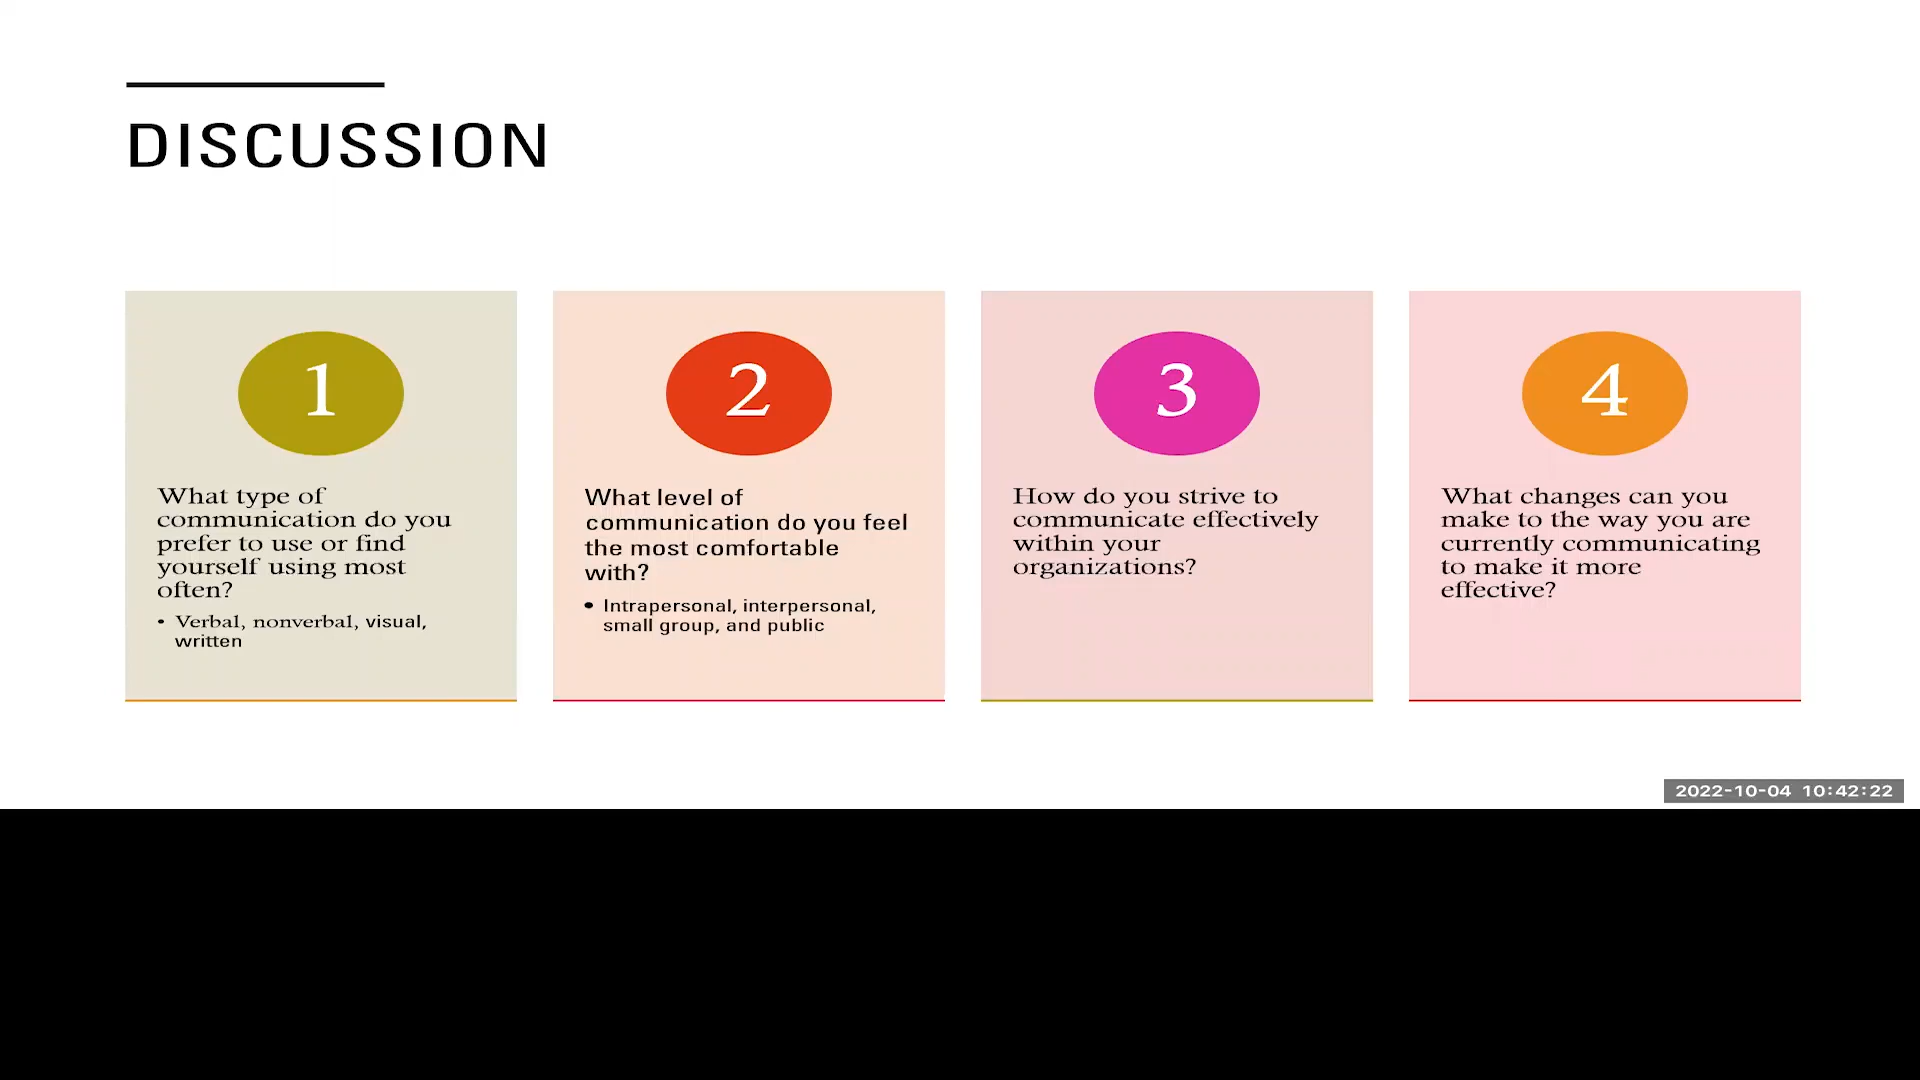 DISCUSSION
1
What type of
communication do you
prefer to use or find
yourself using most
often?
• Verbal, nonverbal, visual,
written
2
What level of
communication do you feel
the most comfortable
with?
• Intrapersonal, interpersonal,
small group, and public
3
How do you strive to
communicate effectively
within your
organizations?
4
What changes can you
make to the way you are
currently communicating
to make it more
effective?
2022-10-04 10:42:22